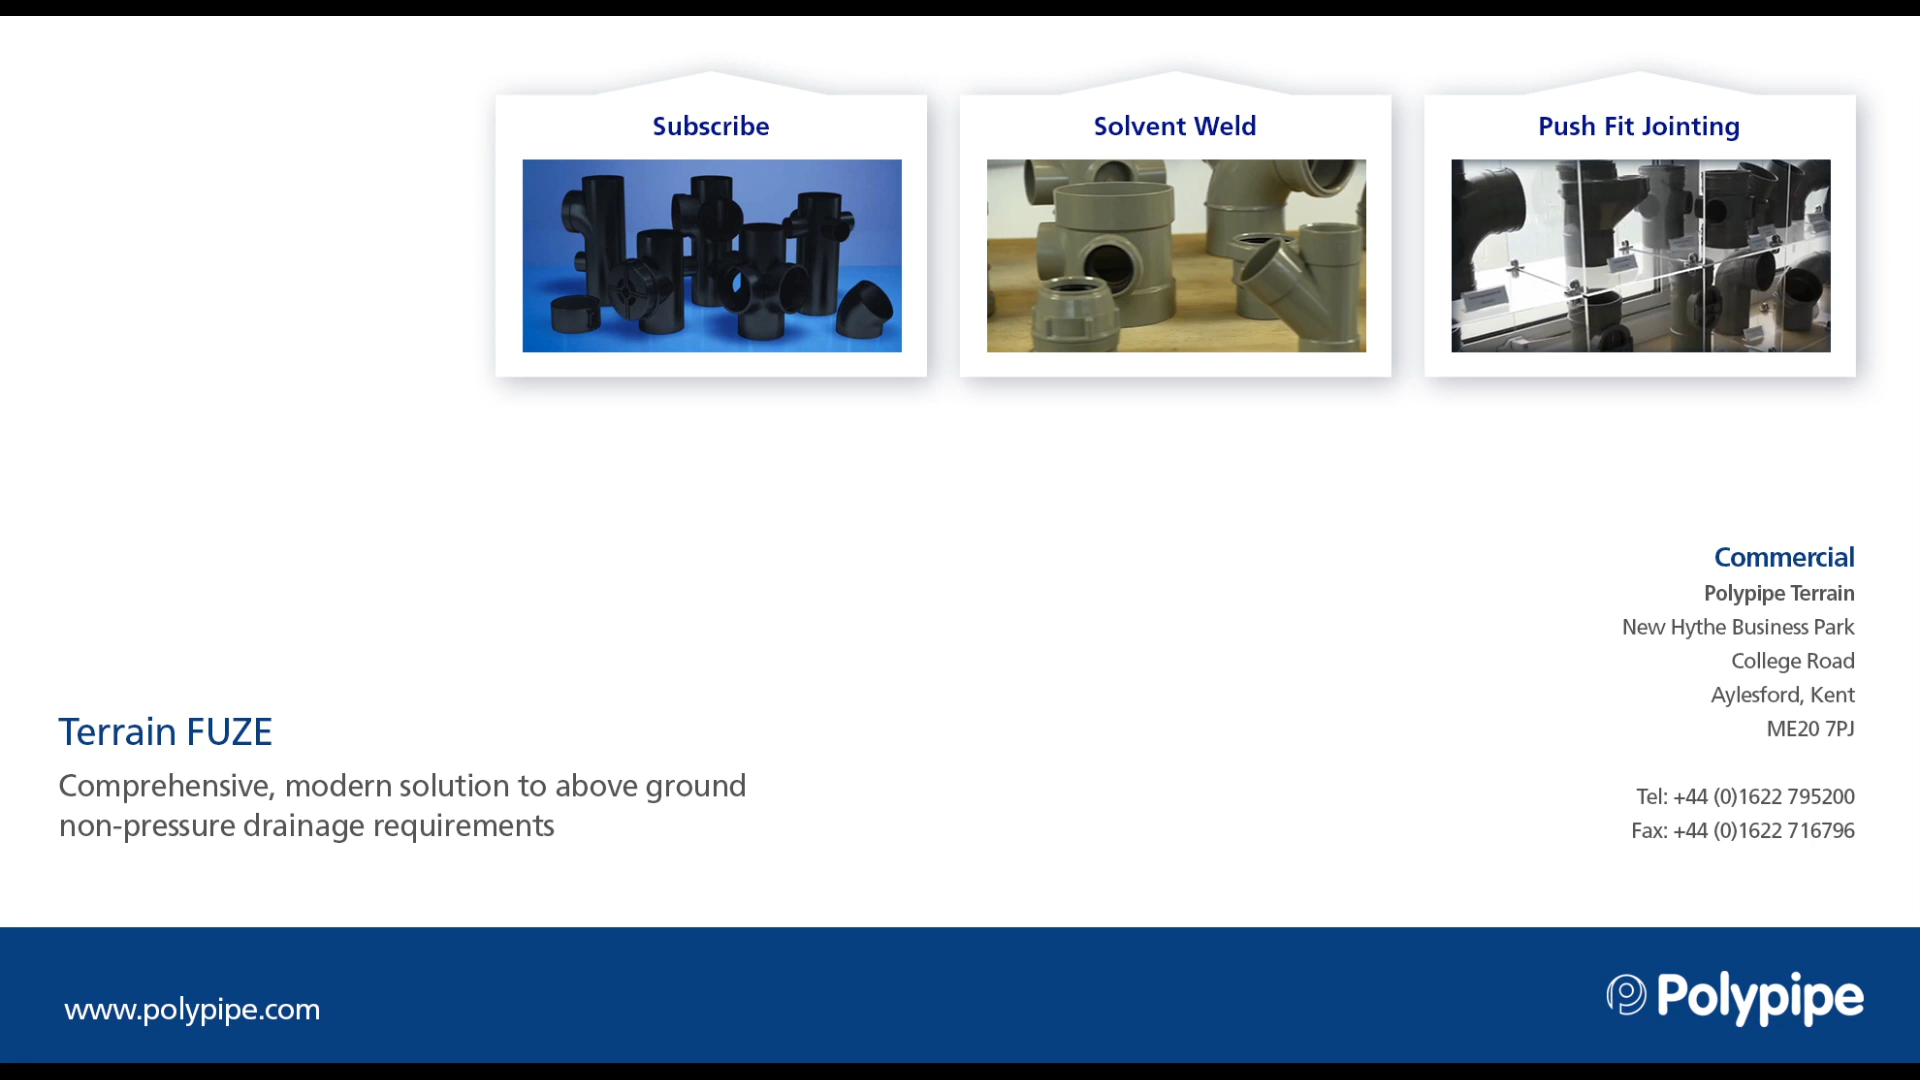 Subscribe
Solvent Weld
Push Fit Jointing
Commercial
Polypipe Terrain
New Hythe Business Park
College Road
Aylesford, Kent
ME20 7PJ
Tel: +44 (0)1622 795200
Fax: +44 (0)1622 716796
Terrain FUZE
Comprehensive, modern solution to above ground
non-pressure drainage requirements
www.polypipe.com
Polypipe